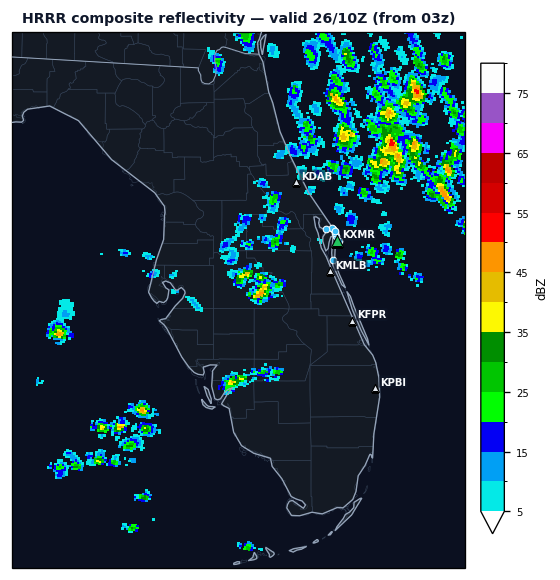 HRRR composite reflectivity — valid 26/10Z (from 03z)
KDAB
KXMR
KMLB
KFPR
KPBI
75
65
55
45
35
25
15
5
dBZ